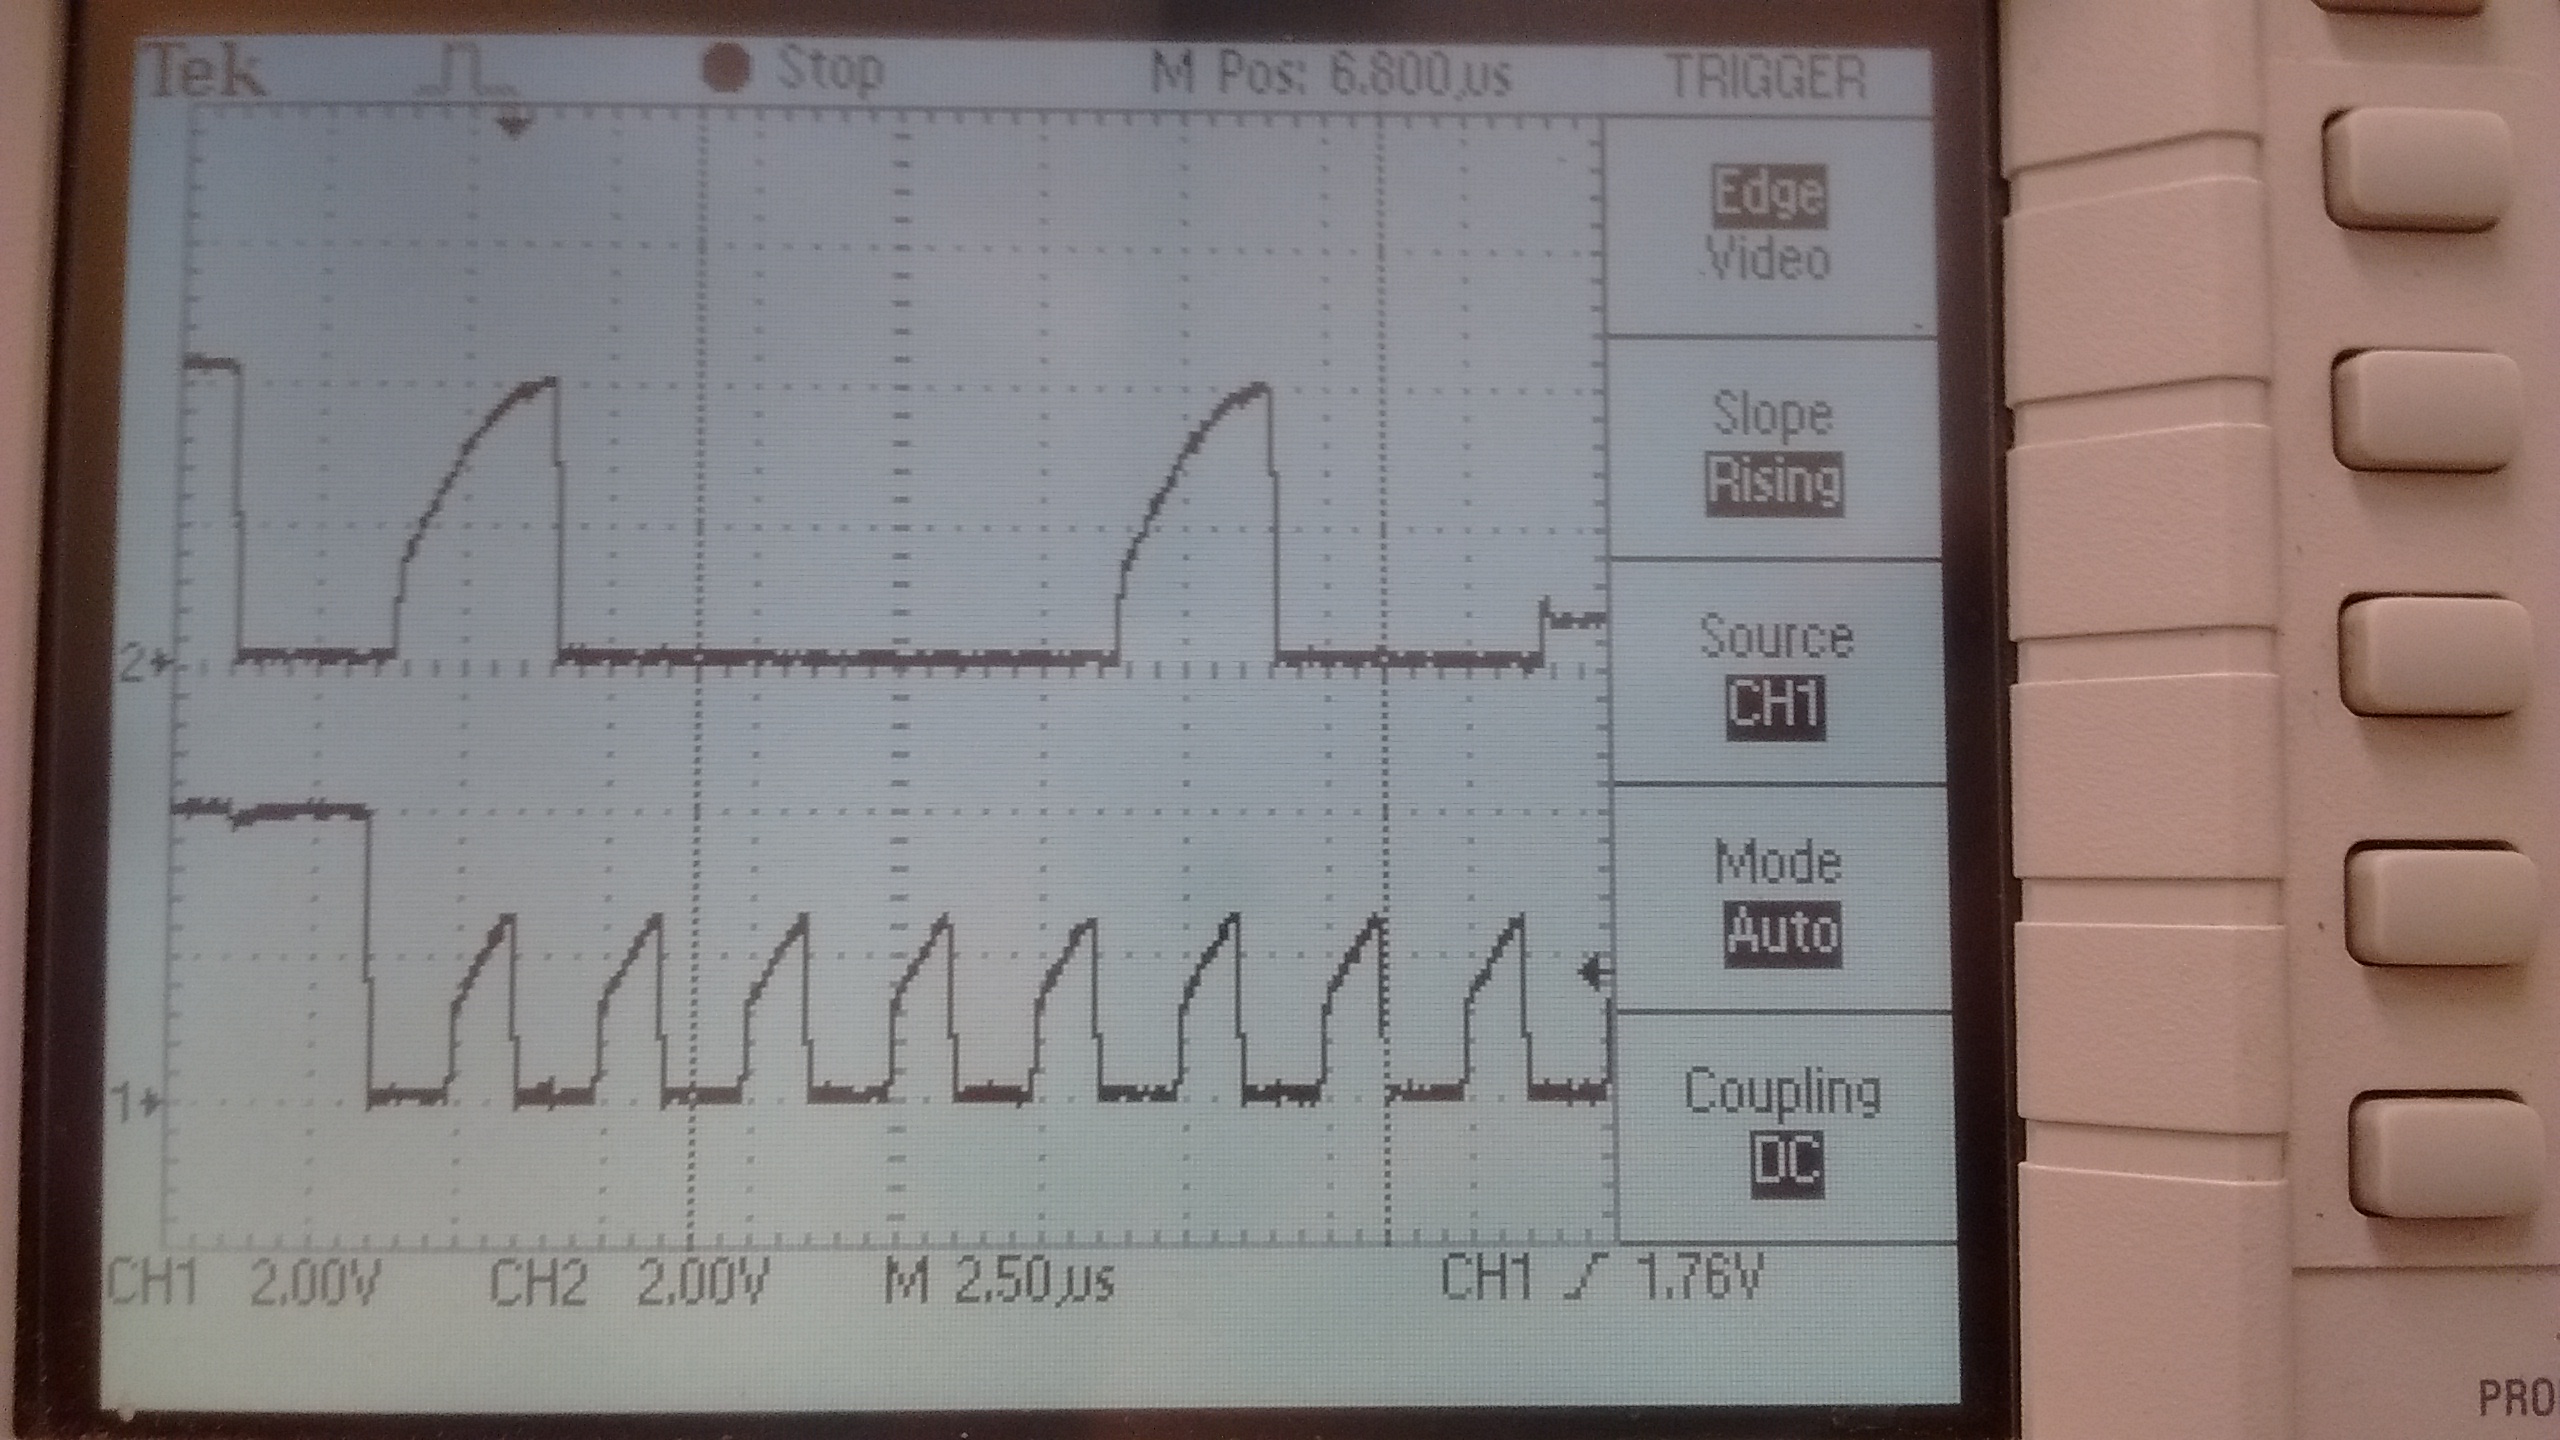 Tek Stop M Pos: 6.800µs TRIGGER
Edge
Video
Slope
Rising
Source
CH1
Mode
Auto
Coupling
DC
2
1
CH1 2.00V CH2 2.00V M 2.50µs CH1 1.76V
PRO